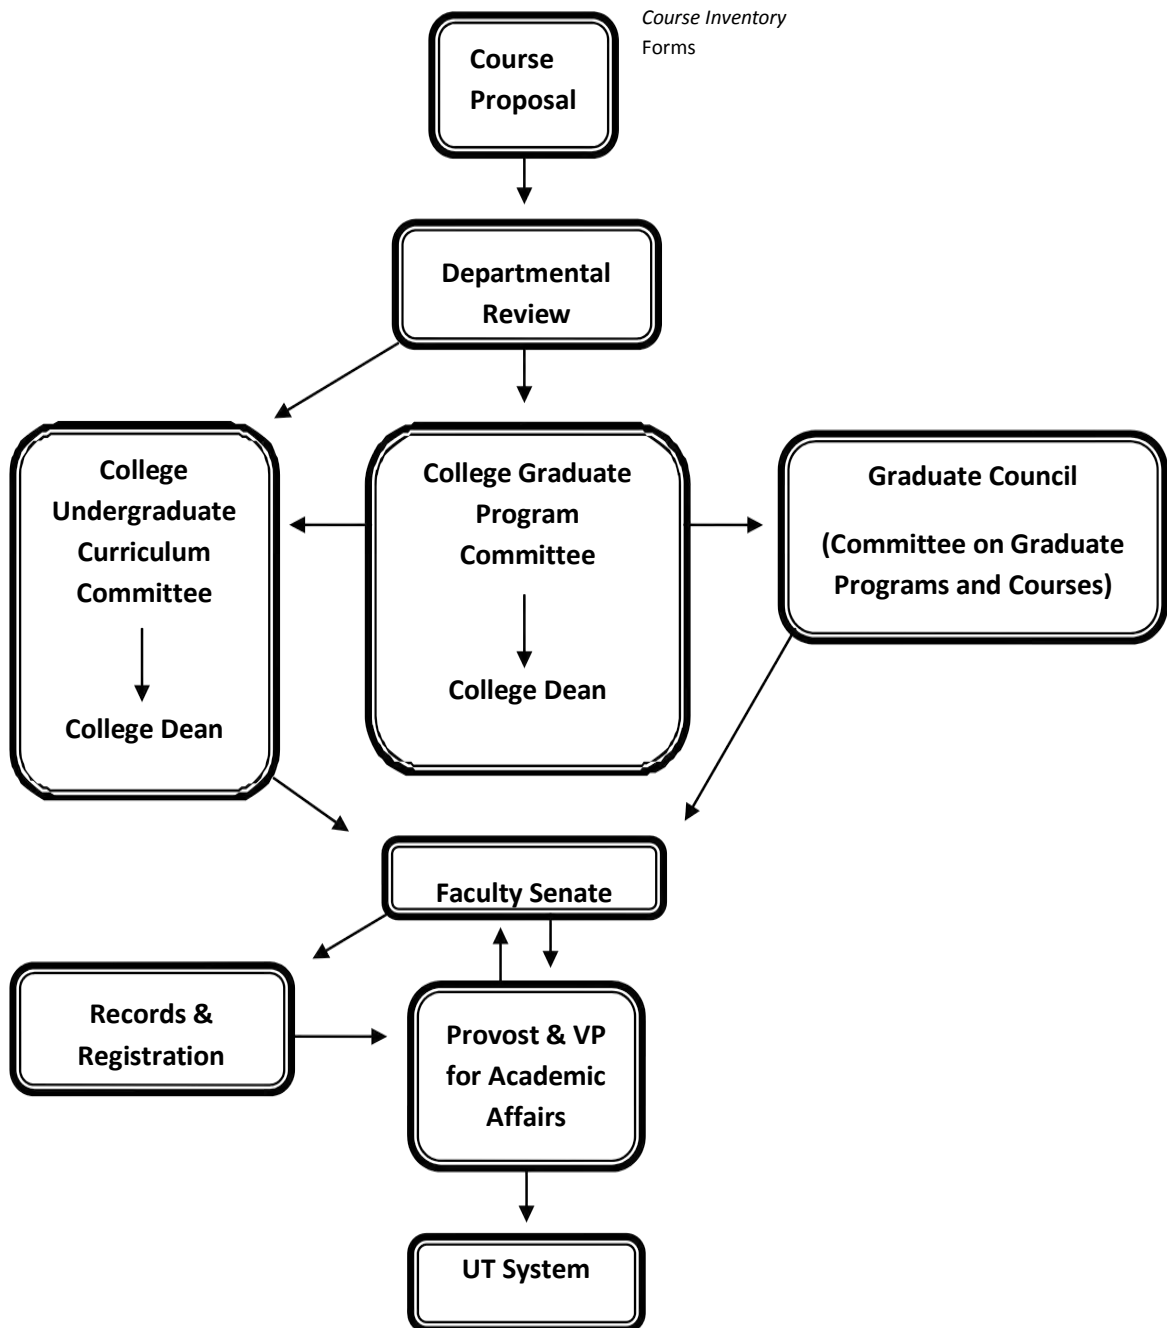 Course Inventory
Forms
Course
Proposal
Departmental
Review
College
Undergraduate
Curriculum
Committee
College Dean
College Graduate
Program
Committee
College Dean
Graduate Council
(Committee on Graduate
Programs and Courses)
Faculty Senate
Records &
Registration
Provost & VP
for Academic
Affairs
UT System